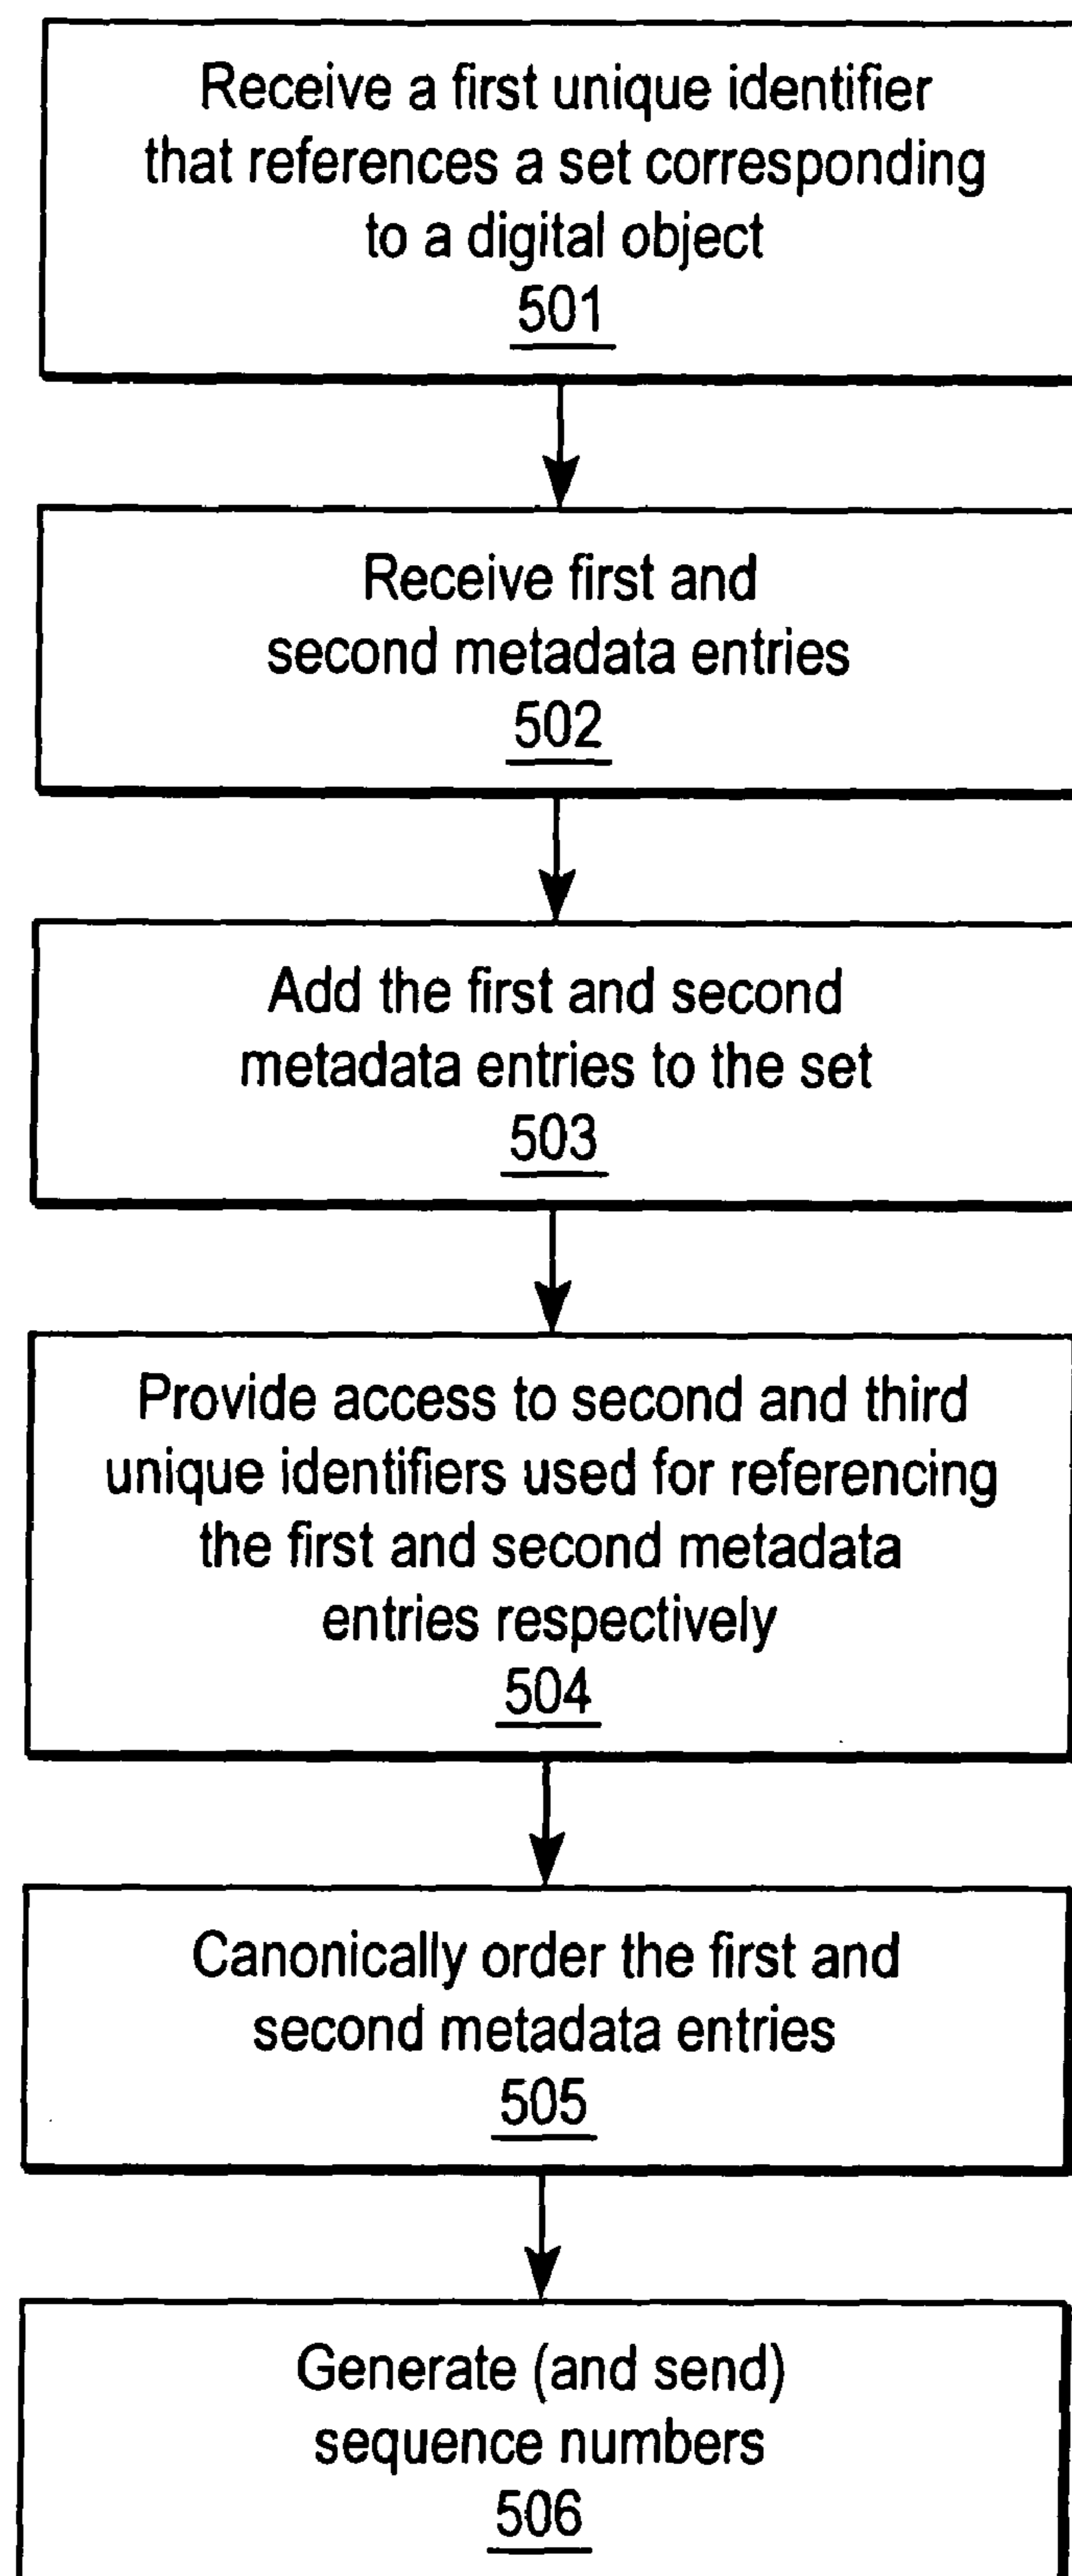 Receive a first unique identifier
that references a set corresponding
to a digital object
501
Receive first and
second metadata entries
502
Add the first and second
metadata entries to the set
503
Provide access to second and third
unique identifiers used for referencing
the first and second metadata
entries respectively
504
Canonically order the first and
second metadata entries
505
Generate (and send)
sequence numbers
506